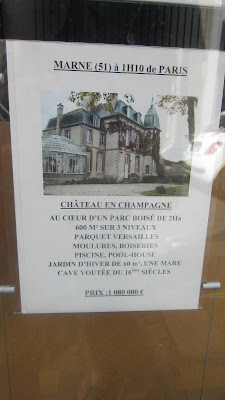 MARNE (51) à 1H10 de PARIS
CHÂTEAU EN CHAMPAGNE
AU CŒUR D'UN PARC BOISÉ DE 2Ha
600 M² SUR 3 NIVEAUX
PARQUET VERSAILLES
MOULURES, BOISERIES
PISCINE, POOL-HOUSE
JARDIN D'HIVER DE 60 m², UNE MARE
CAVE VOUTÉE DU 16ÈME SIÈCLES
PRIX :1 080 000 €